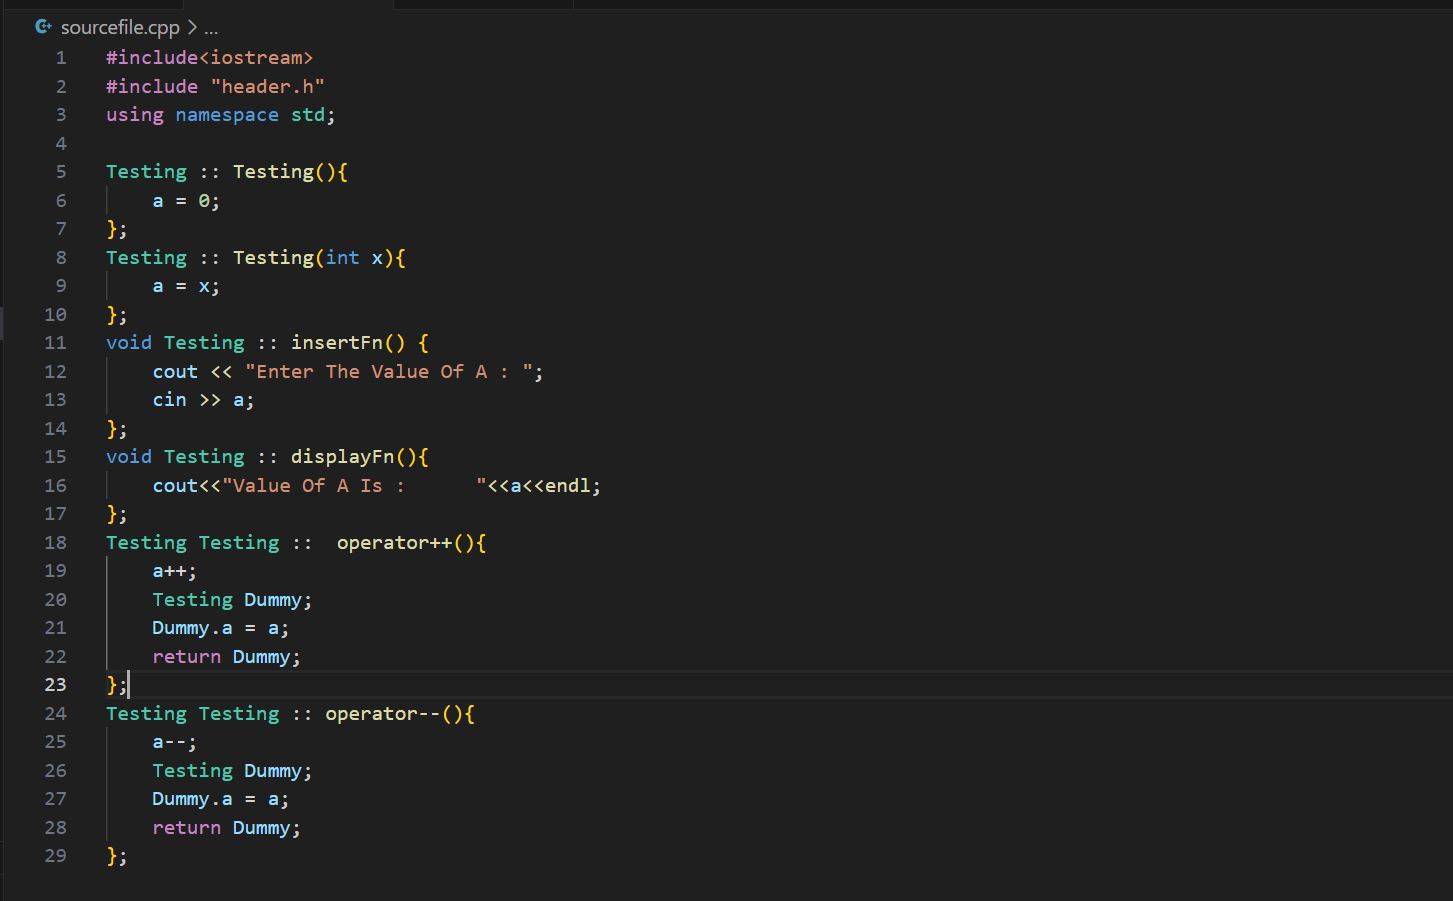 sourcefile.cpp > ...
1 #include<iostream>
2 #include "header.h"
3 using namespace std;
4
5 Testing :: Testing(){
6     a = 0;
7 };
8 Testing :: Testing(int x){
9     a = x;
10 };
11 void Testing :: insertFn() {
12     cout << "Enter The Value Of A : ";
13     cin >> a;
14 };
15 void Testing :: displayFn(){
16     cout<<"Value Of A Is :      "<<a<<endl;
17 };
18 Testing Testing ::  operator++(){
19     a++;
20     Testing Dummy;
21     Dummy.a = a;
22     return Dummy;
23 };
24 Testing Testing :: operator--(){
25     a--;
26     Testing Dummy;
27     Dummy.a = a;
28     return Dummy;
29 };